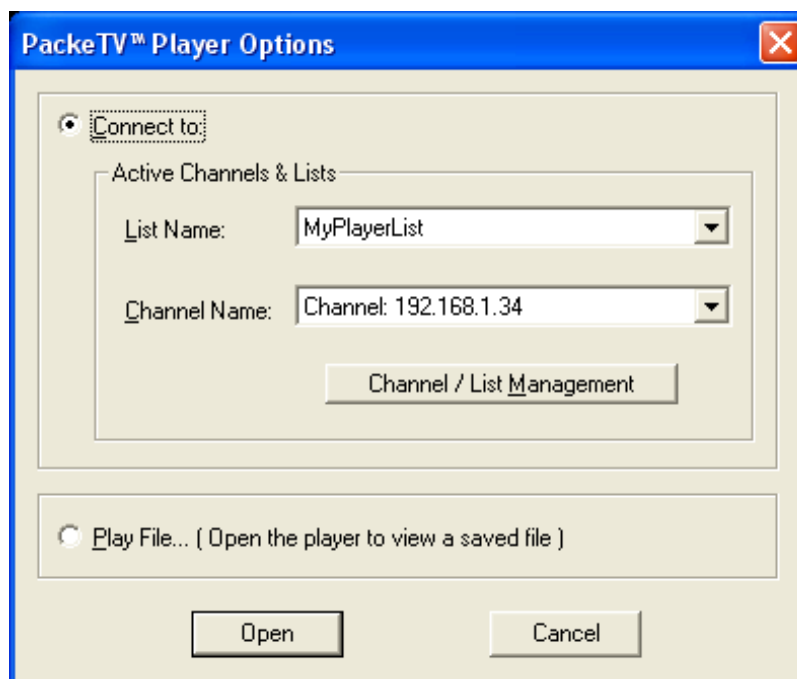 PackeTV™ Player Options
Connect to:
Active Channels & Lists
List Name: MyPlayerList
Channel Name: Channel: 192.168.1.34
Channel / List Management
Play File... ( Open the player to view a saved file )
Open Cancel